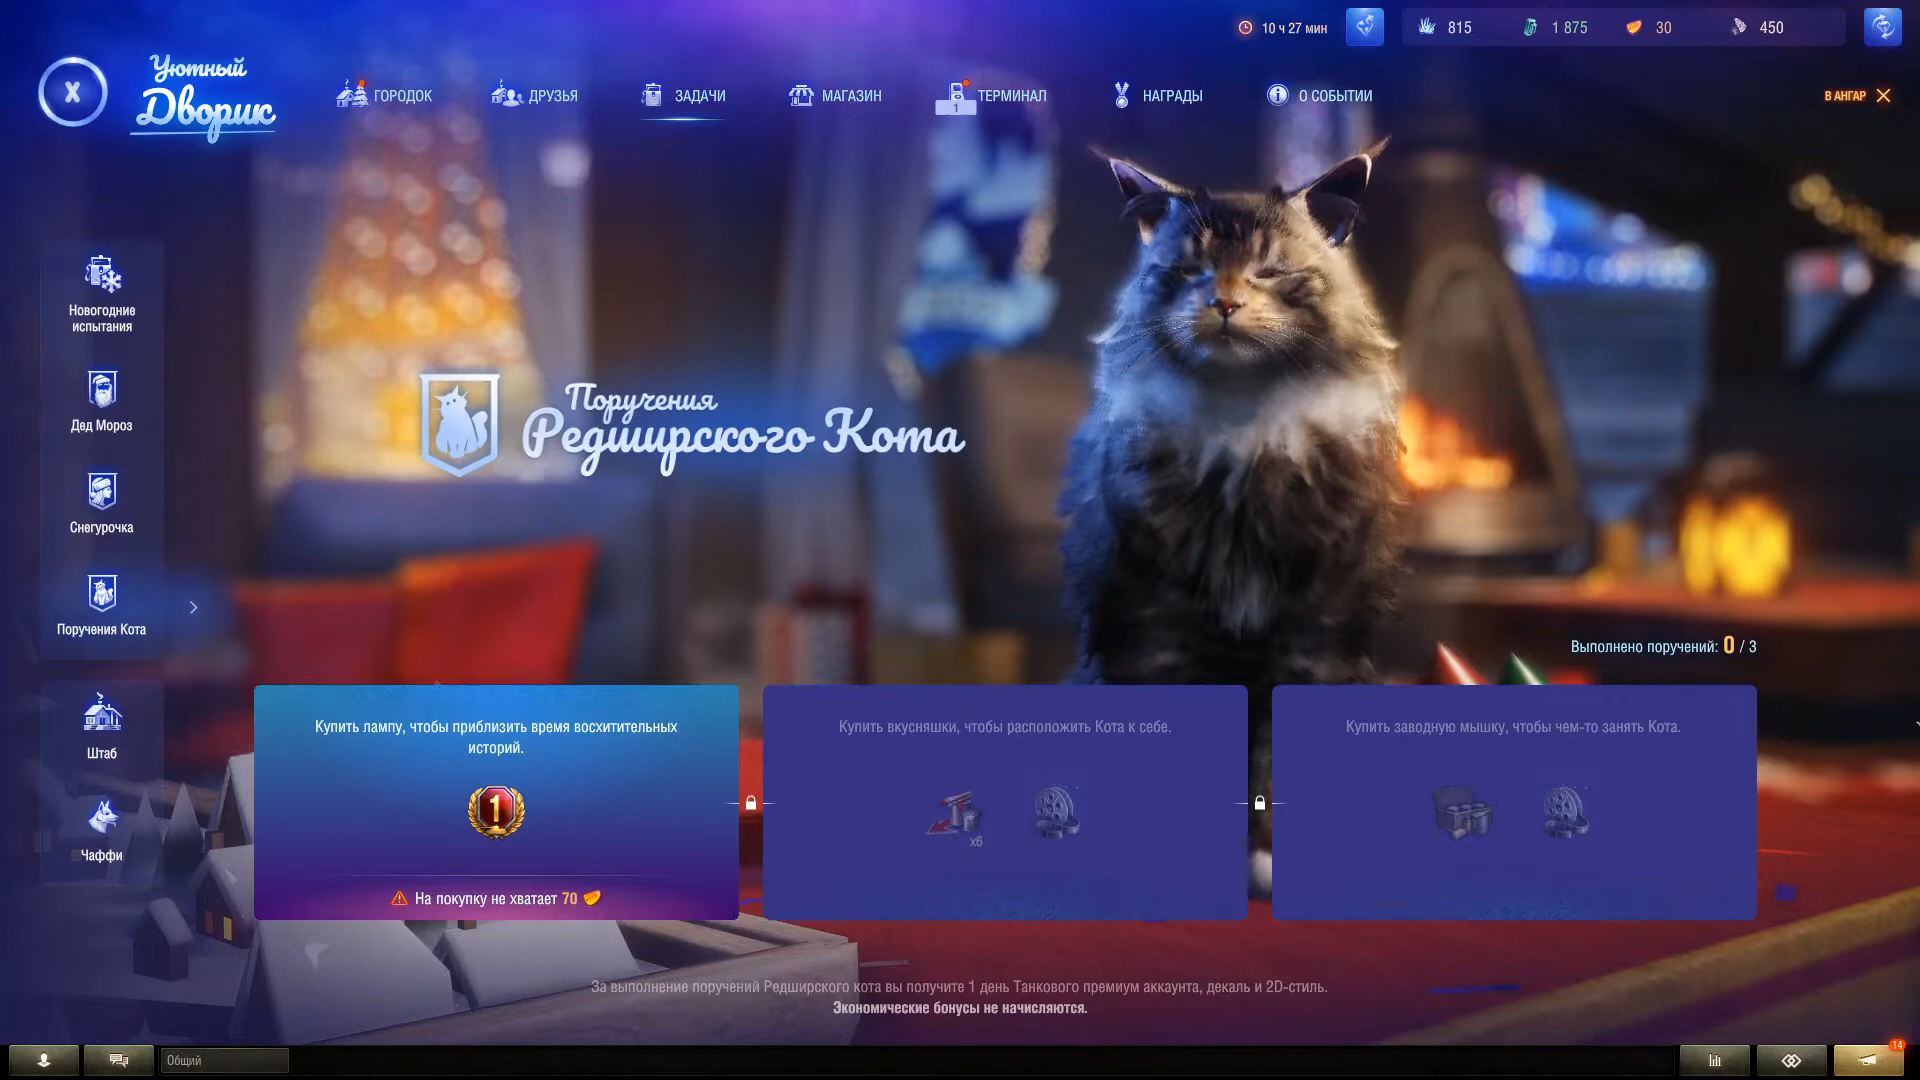 10 ч 27 мин
815
1 875
30
450
Уютный
Дворик
X
ГОРОДОК
ДРУЗЬЯ
ЗАДАЧИ
МАГАЗИН
1
ТЕРМИНАЛ
НАГРАДЫ
О СОБЫТИИ
В АНГАР
Новогодние
испытания
Дед Мороз
Снегурочка
Поручения Кота
Штаб
Чаффи
Поручения
Редширского Кота
Выполнено поручений: 0 / 3
Купить лампу, чтобы приблизить время восхитительных
историй.
1
На покупку не хватает 70
Купить вкусняшки, чтобы расположить Кота к себе.
x6
Купить заводную мышку, чтобы чем-то занять Кота.
За выполнение поручений Редширского кота вы получите 1 день Танкового премиум аккаунта, декаль и 2D-стиль.
Экономические бонусы не начисляются.
Общий
14